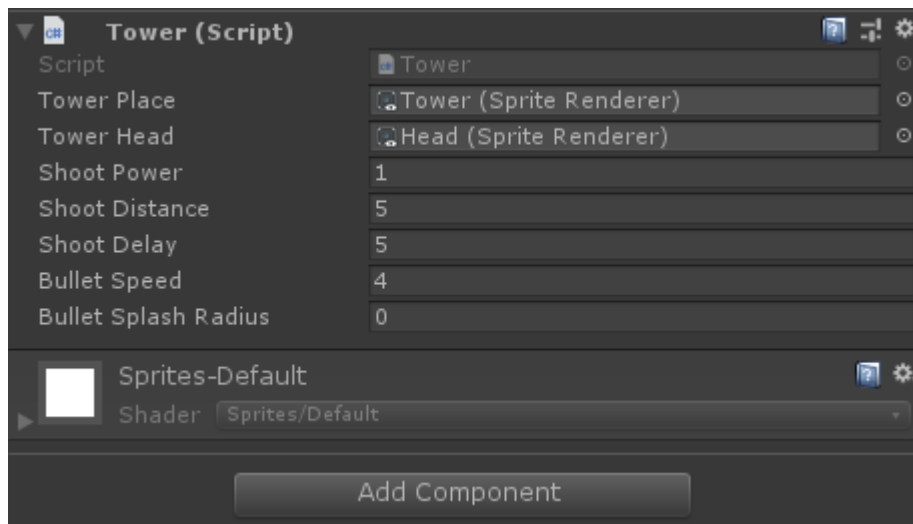 Tower (Script)
Script Tower
Tower Place Tower (Sprite Renderer)
Tower Head Head (Sprite Renderer)
Shoot Power 1
Shoot Distance 5
Shoot Delay 5
Bullet Speed 4
Bullet Splash Radius 0
Sprites-Default
Shader Sprites/Default
Add Component